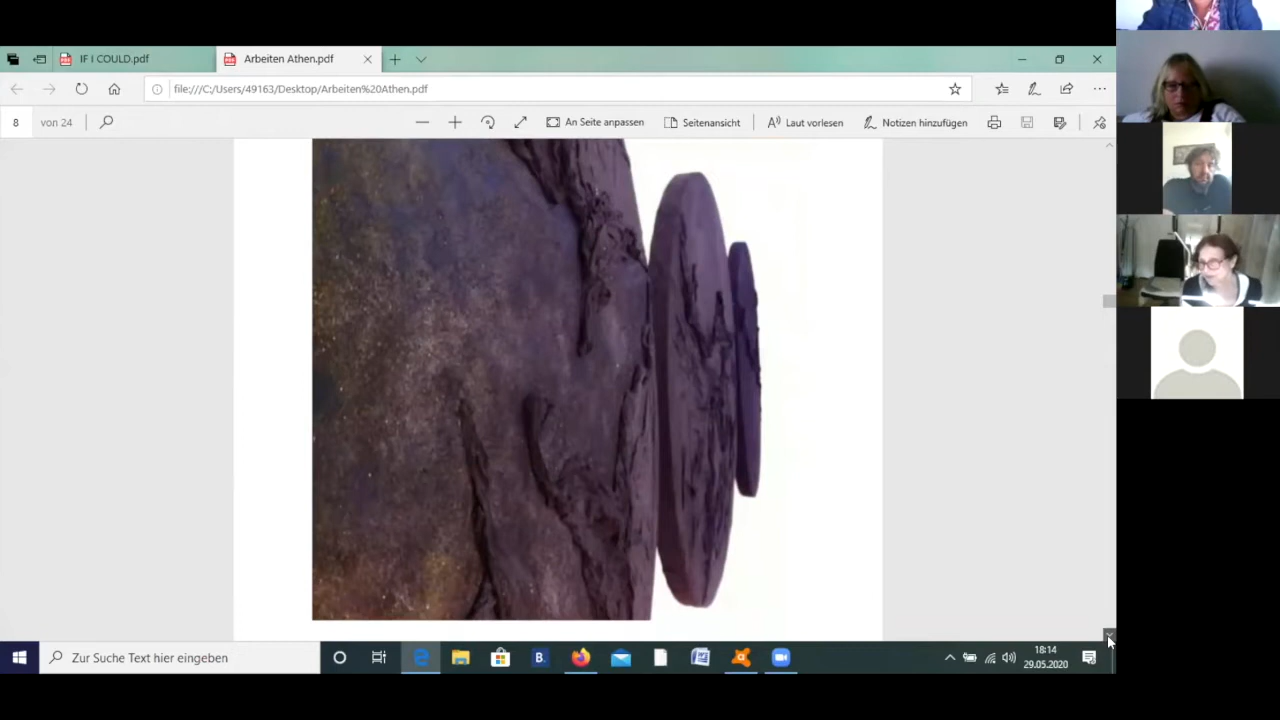 IF I COULD.pdf
Arbeiten Athen.pdf
file:///C:/Users/49163/Desktop/Arbeiten%20Athen.pdf
8 von 24
An Seite anpassen
Seitenansicht
Laut vorlesen
Notizen hinzufügen
Zur Suche Text hier eingeben
B.
18:14
29.05.2020